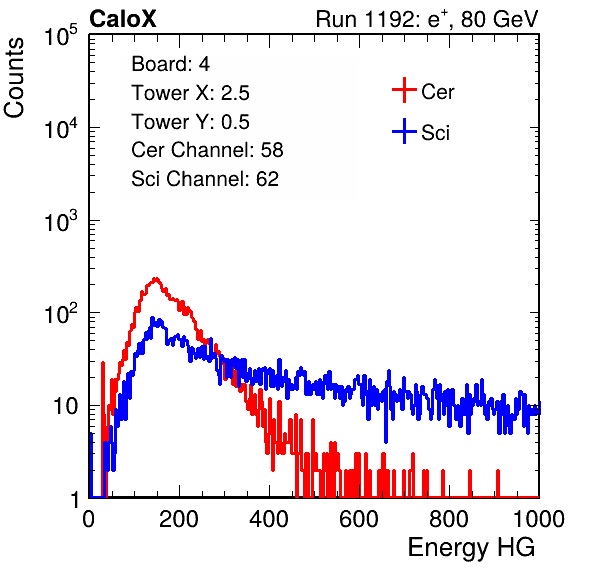 CaloX Run 1192: e⁺, 80 GeV
Counts
10⁵
10⁴
10³
10²
10
1
Board: 4
Tower X: 2.5
Tower Y: 0.5
Cer Channel: 58
Sci Channel: 62
Cer
Sci
0 200 400 600 800 1000
Energy HG